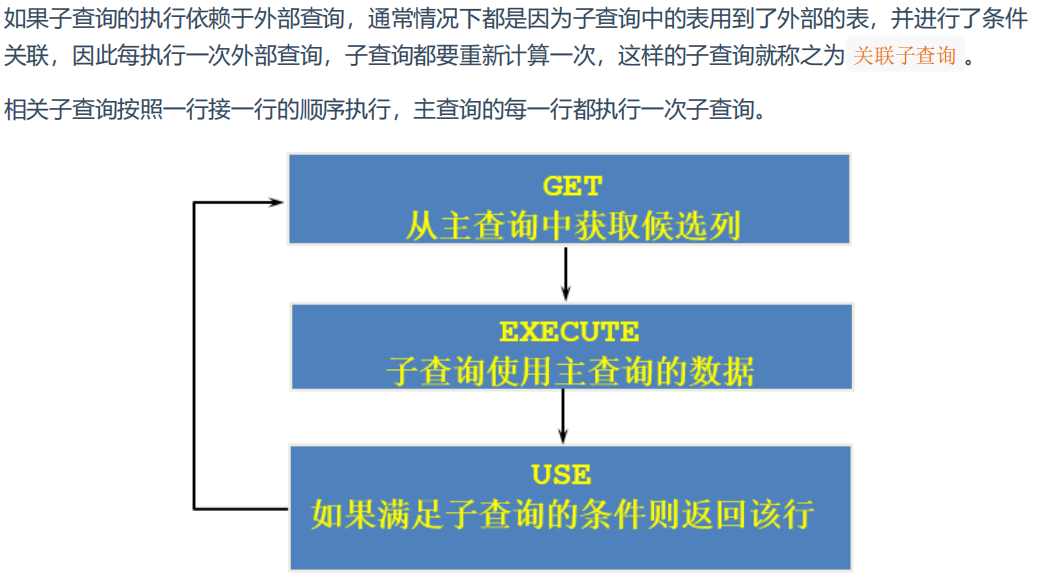 如果子查询的执行依赖于外部查询，通常情况下都是因为子查询中的表用到了外部的表，并进行了条件
关联，因此每执行一次外部查询，子查询都要重新计算一次，这样的子查询就称之为 关联子查询 。
相关子查询按照一行接一行的顺序执行，主查询的每一行都执行一次子查询。
GET
从主查询中获取候选列
EXECUTE
子查询使用主查询的数据
USE
如果满足子查询的条件则返回该行